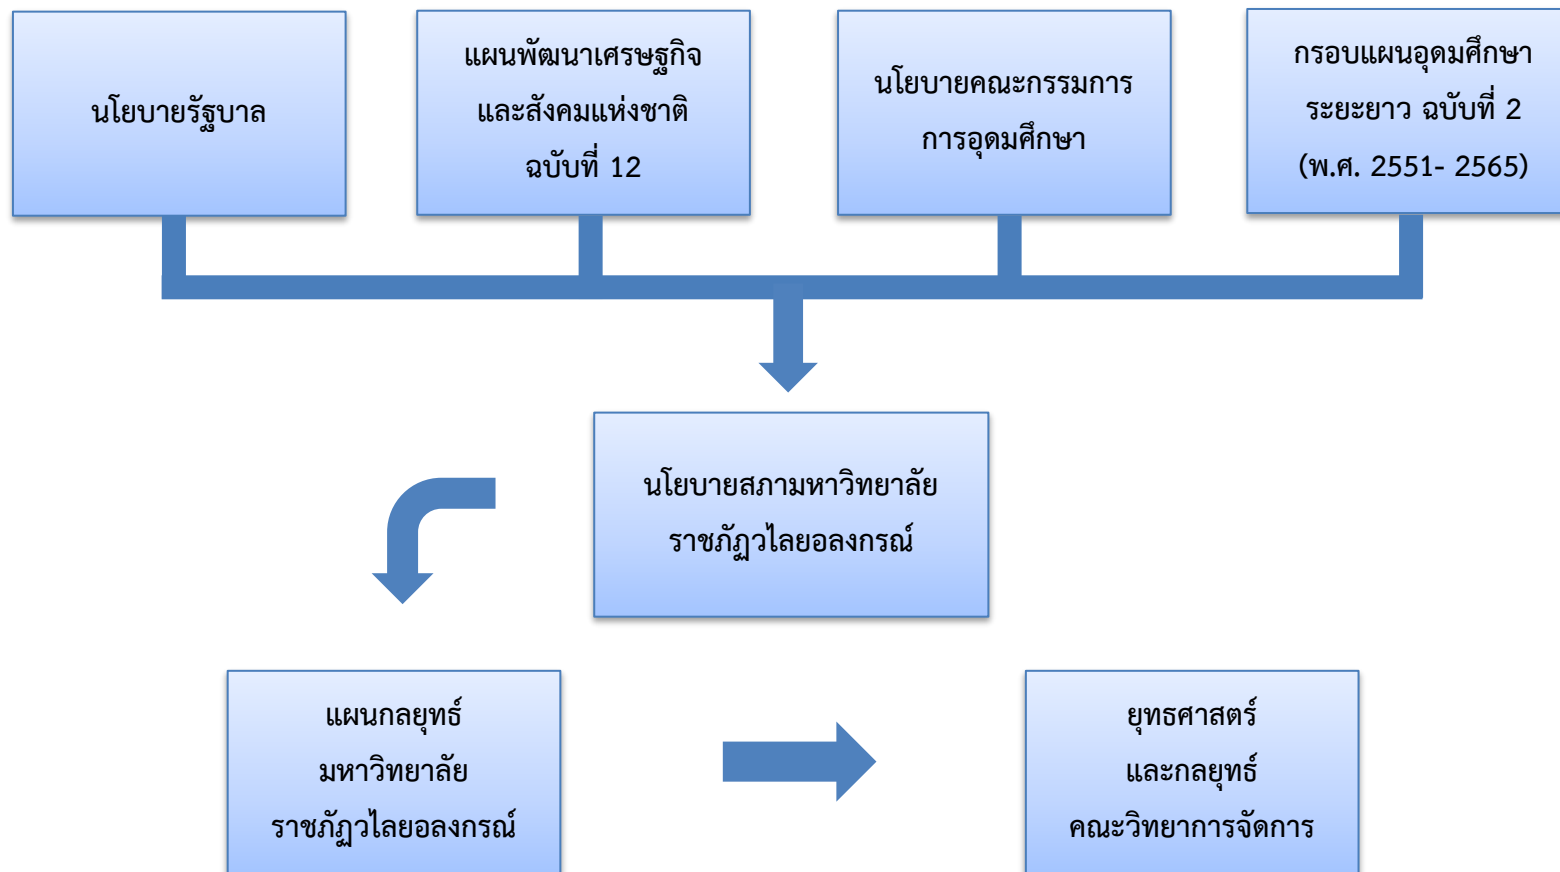 นโยบายรัฐบาล
แผนพัฒนาเศรษฐกิจ
และสังคมแห่งชาติ
ฉบับที่ 12
นโยบายคณะกรรมการ
การอุดมศึกษา
กรอบแผนอุดมศึกษา
ระยะยาว ฉบับที่ 2
(พ.ศ. 2551- 2565)
นโยบายสภามหาวิทยาลัย
ราชภัฏวไลยอลงกรณ์
แผนกลยุทธ์
มหาวิทยาลัย
ราชภัฏวไลยอลงกรณ์
ยุทธศาสตร์
และกลยุทธ์
คณะวิทยาการจัดการ